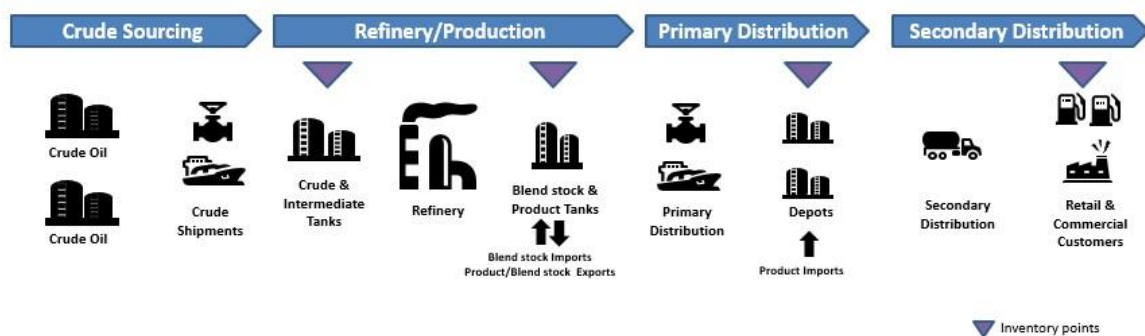 Crude Sourcing
Refinery/Production
Primary Distribution
Secondary Distribution
Crude Oil
Crude Oil
Crude
Shipments
Crude &
Intermediate
Tanks
Refinery
Blend stock &
Product Tanks
Blend stock Imports
Product/Blend stock Exports
Primary
Distribution
Depots
Product Imports
Secondary
Distribution
Retail &
Commercial
Customers
Inventory points